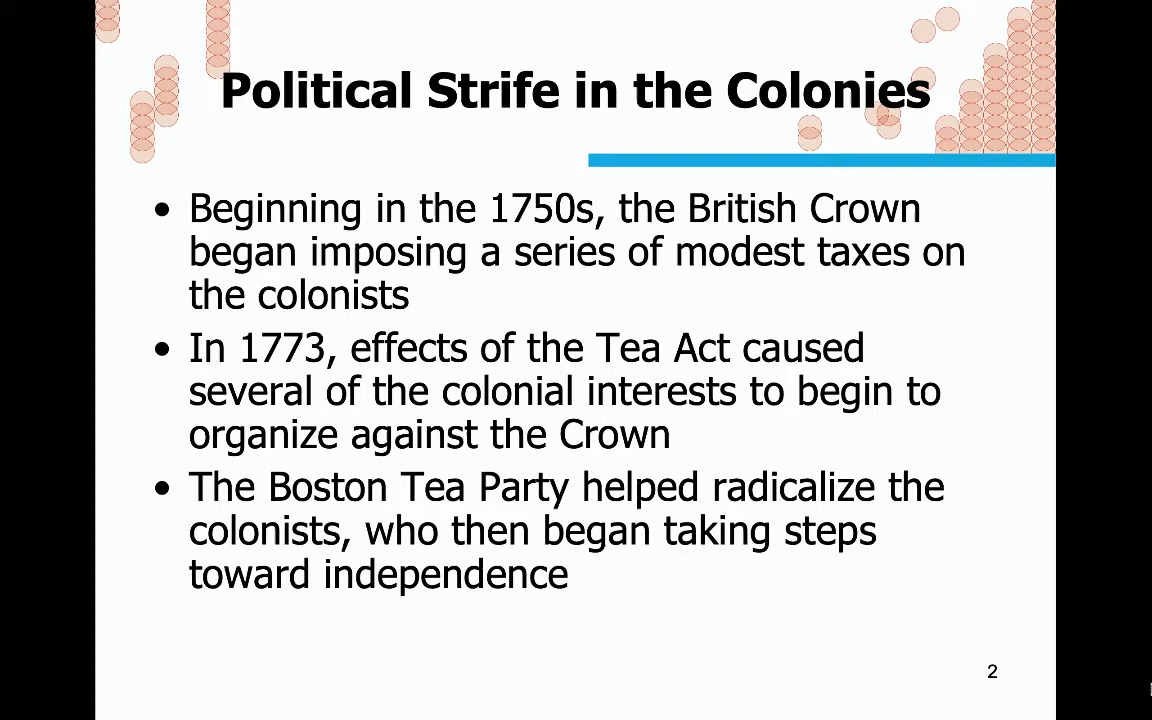 Political Strife in the Colonies
• Beginning in the 1750s, the British Crown
began imposing a series of modest taxes on
the colonists
• In 1773, effects of the Tea Act caused
several of the colonial interests to begin to
organize against the Crown
• The Boston Tea Party helped radicalize the
colonists, who then began taking steps
toward independence
2